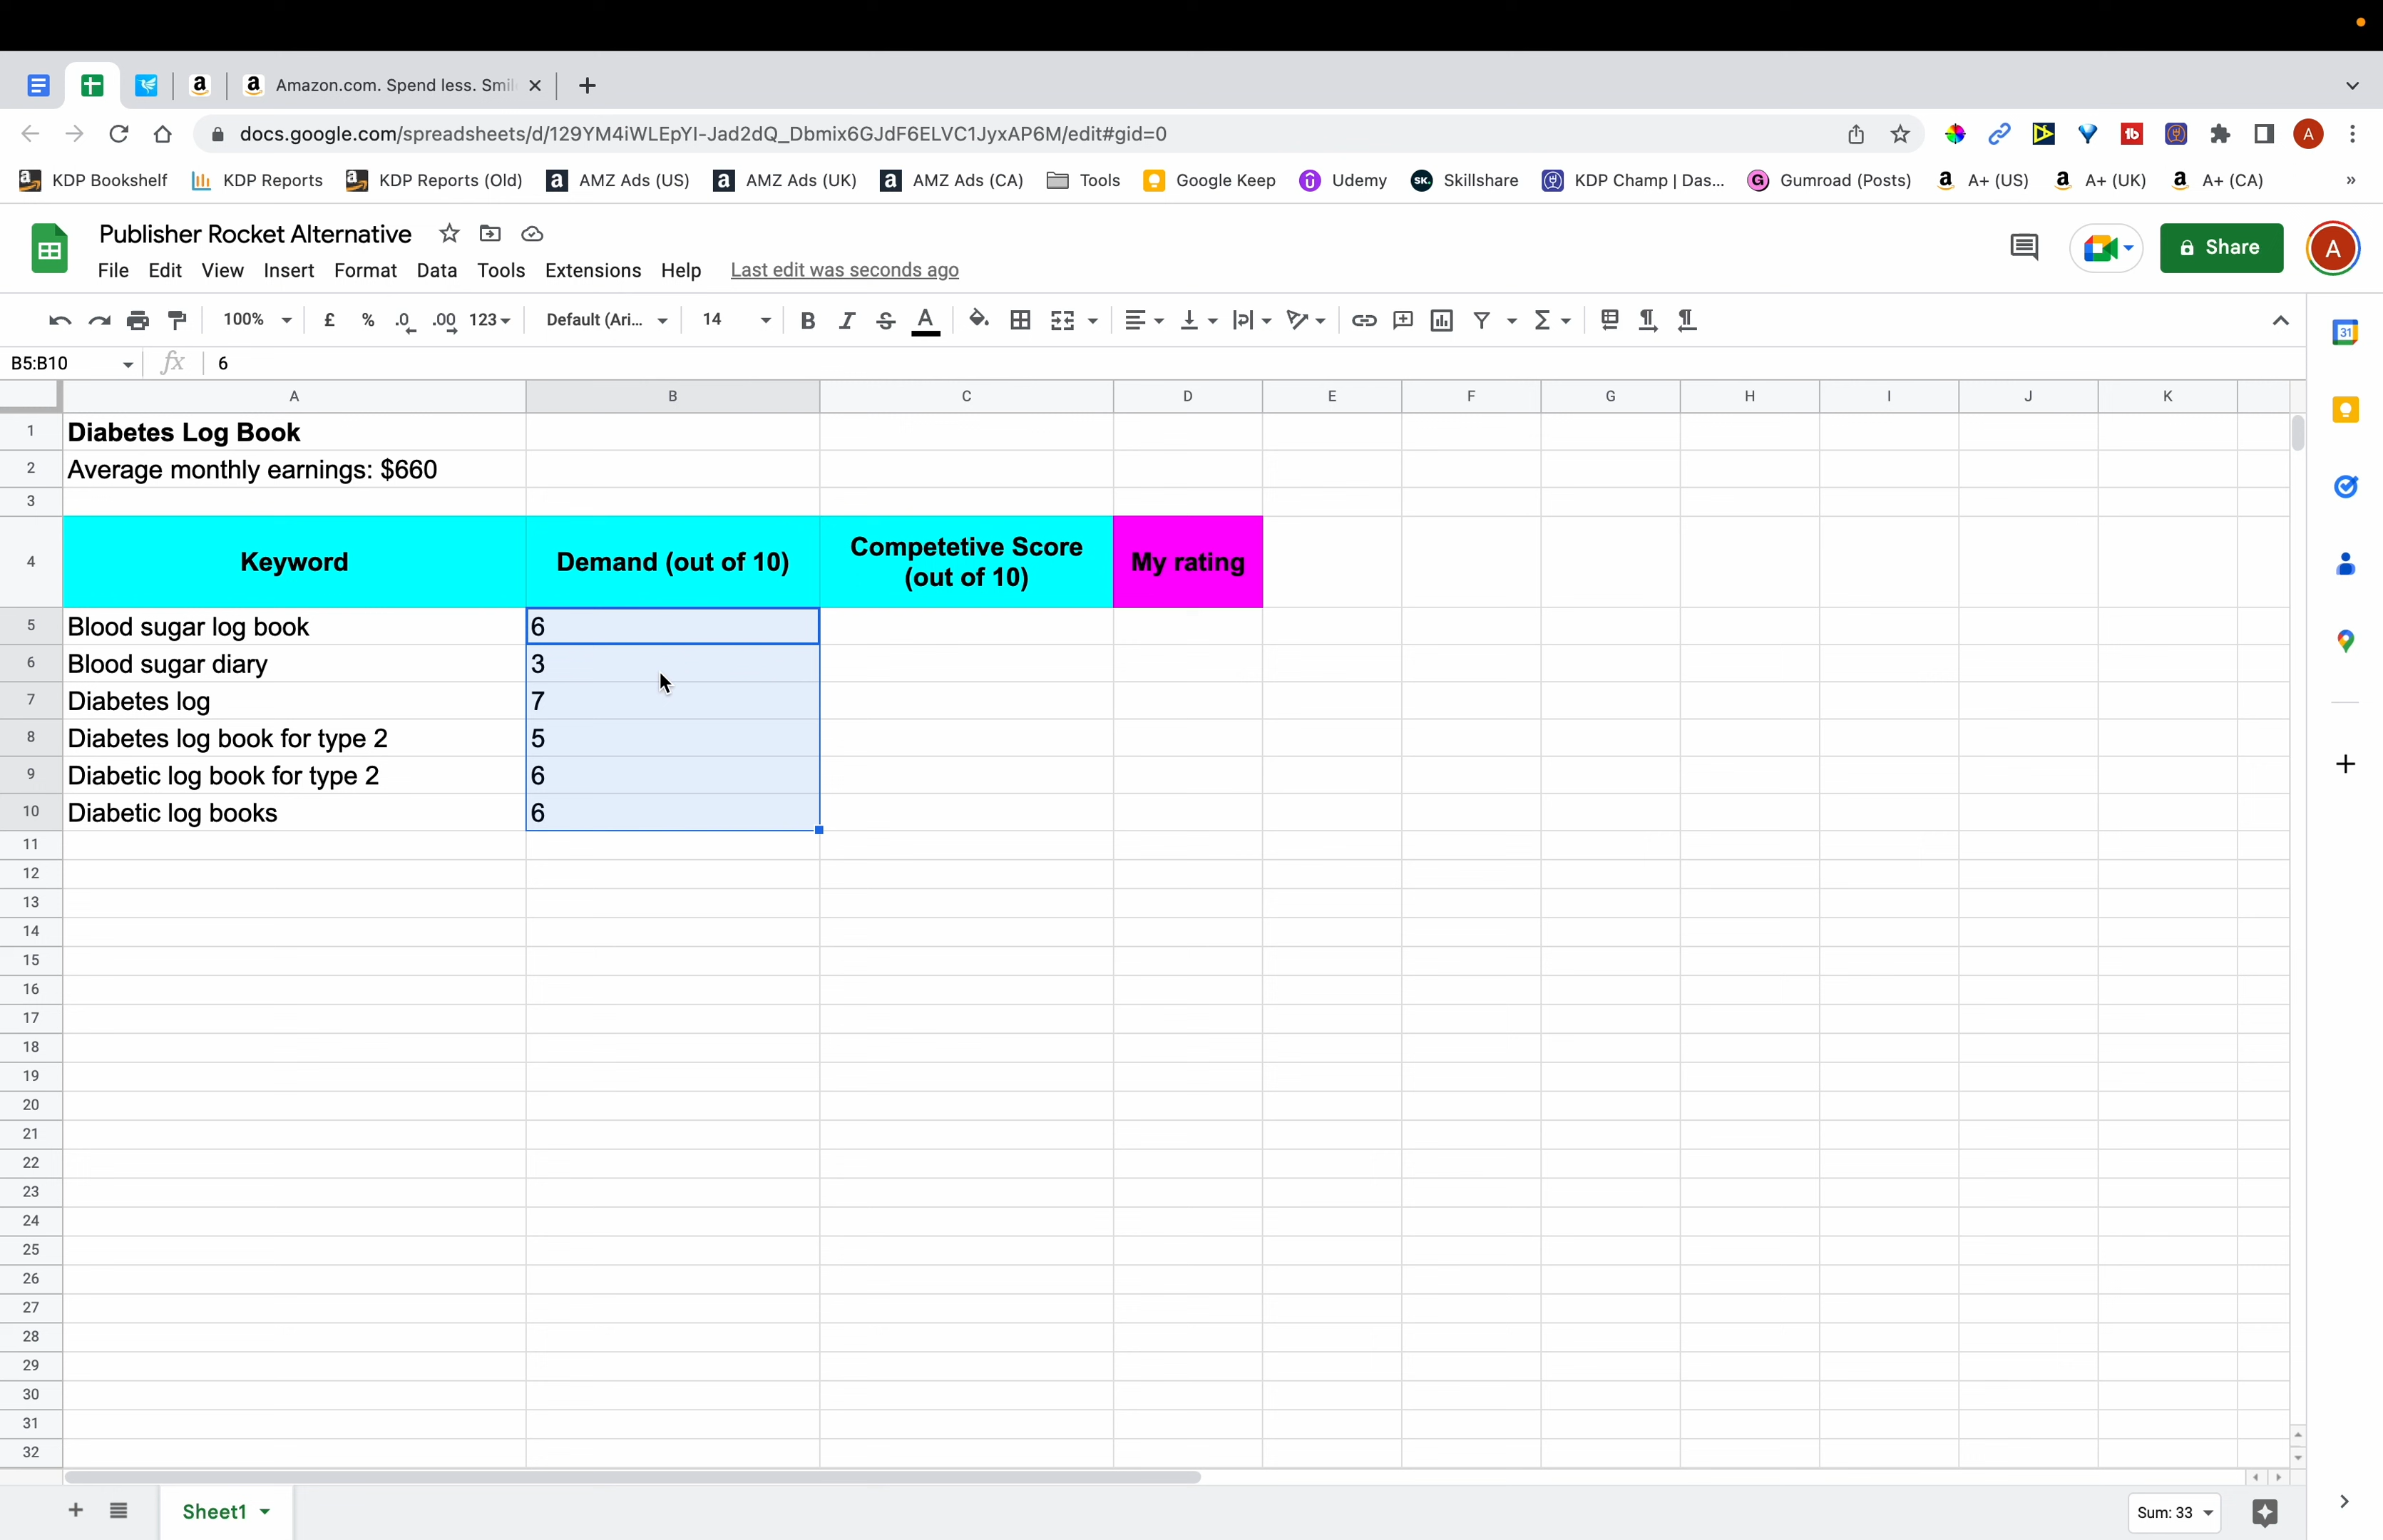 Amazon.com. Spend less. Smil
docs.google.com/spreadsheets/d/129YM4iWLEpYI-Jad2dQ_Dbmix6GJdF6ELVC1JyxAP6M/edit#gid=0
KDP Bookshelf KDP Reports KDP Reports (Old) AMZ Ads (US) AMZ Ads (UK) AMZ Ads (CA) Tools Google Keep Udemy Skillshare KDP Champ | Das... Gumroad (Posts) A+ (US) A+ (UK) A+ (CA) »
Publisher Rocket Alternative
File Edit View Insert Format Data Tools Extensions Help Last edit was seconds ago
Share A
100% £ % .0 .00 123 Default (Ari... 14 B I S A
B5:B10 fx 6
A B C D E F G H I J K
1 Diabetes Log Book
2 Average monthly earnings: $660
3
4 Keyword Demand (out of 10) Competetive Score (out of 10) My rating
5 Blood sugar log book 6
6 Blood sugar diary 3
7 Diabetes log 7
8 Diabetes log book for type 2 5
9 Diabetic log book for type 2 6
10 Diabetic log books 6
11
12
13
14
15
16
17
18
19
20
21
22
23
24
25
26
27
28
29
30
31
32
Sheet1
Sum: 33